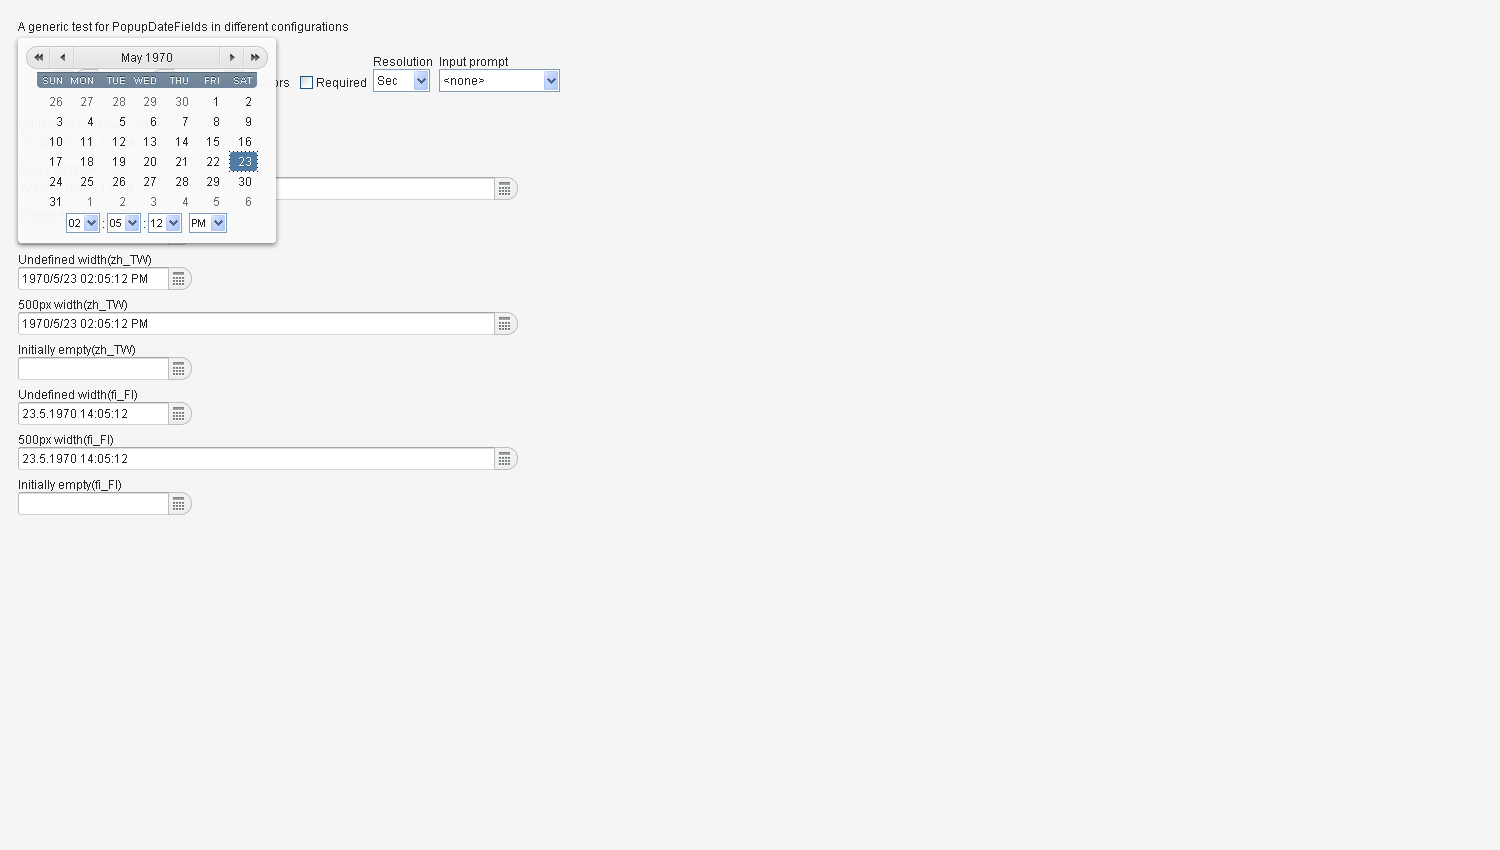 A generic test for PopupDateFields in different configurations
May 1970
SUN MON TUE WED THU FRI SAT
26 27 28 29 30 1 2
3 4 5 6 7 8 9
10 11 12 13 14 15 16
17 18 19 20 21 22 23
24 25 26 27 28 29 30
31 1 2 3 4 5 6
02 : 05 : 12 PM
Resolution Input prompt
ors Required Sec <none>
Undefined width(zh_TW)
1970/5/23 02:05:12 PM
500px width(zh_TW)
1970/5/23 02:05:12 PM
Initially empty(zh_TW)
Undefined width(fi_FI)
23.5.1970 14:05:12
500px width(fi_FI)
23.5.1970 14:05:12
Initially empty(fi_FI)